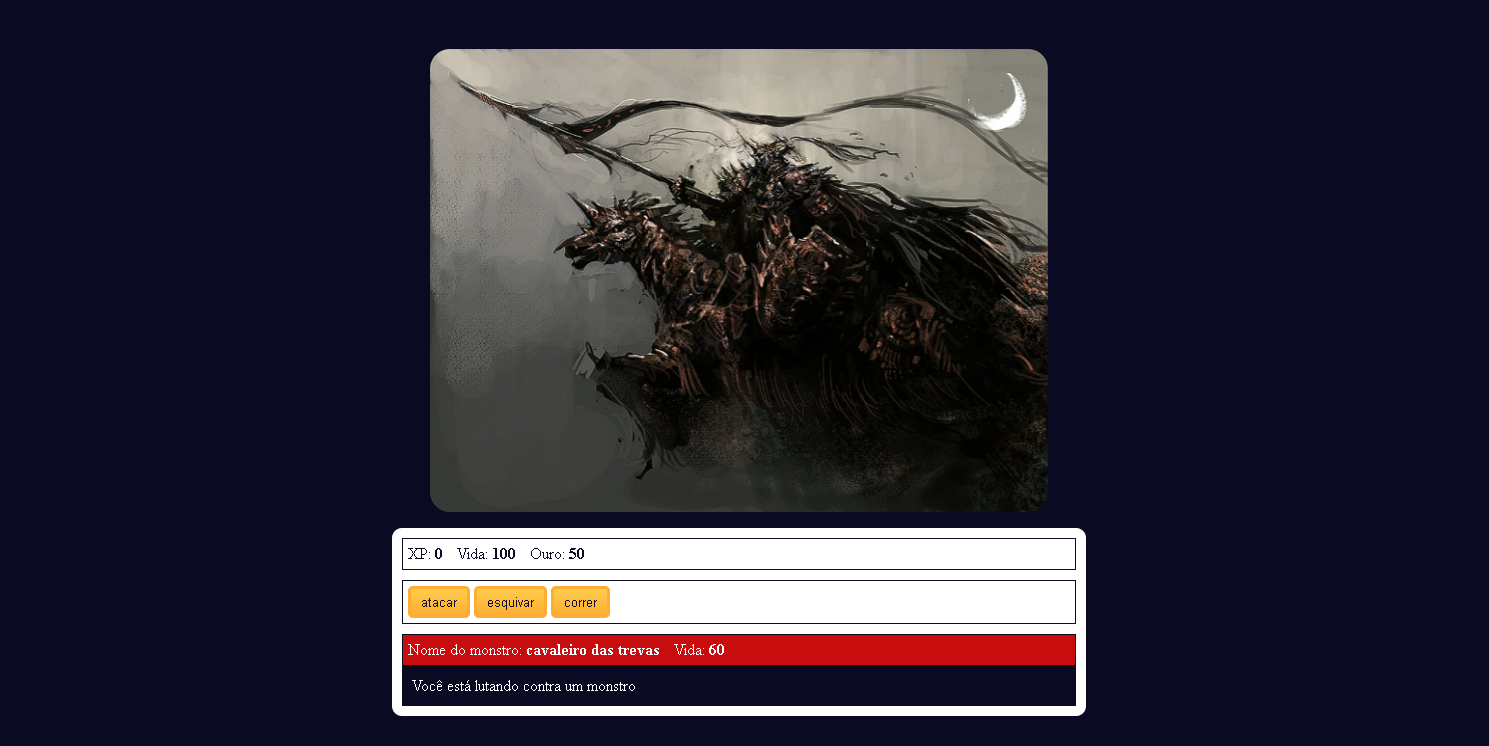 XP: 0 Vida: 100 Ouro: 50
atacar esquivar correr
Nome do monstro: cavaleiro das trevas Vida: 60
Você está lutando contra um monstro